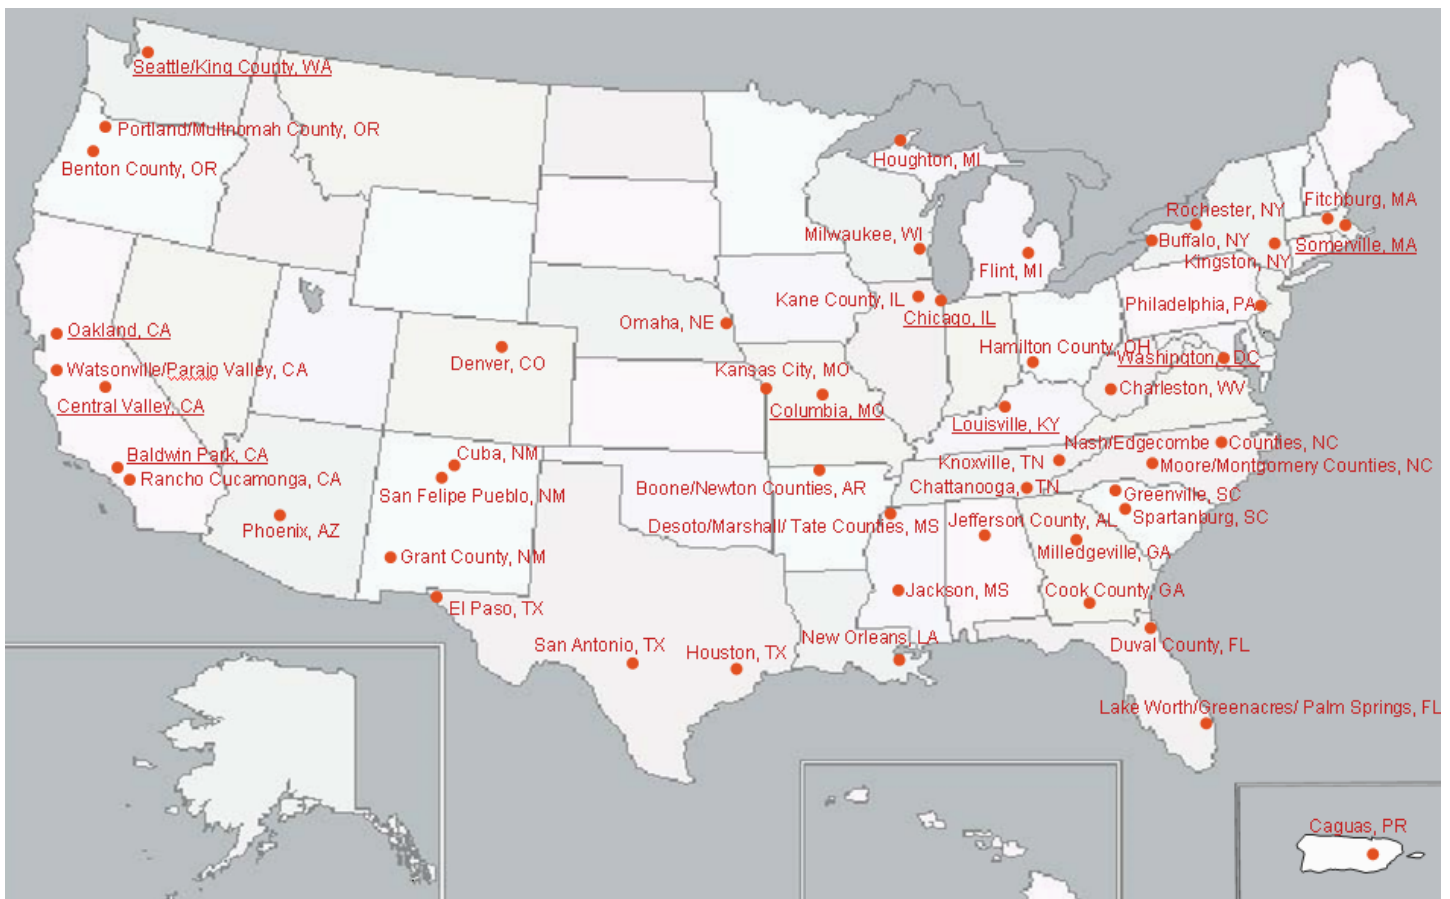 Seattle/King County, WA
Portland/Multnomah County, OR
Benton County, OR
Houghton, MI
Fitchburg, MA
Rochester, NY
Milwaukee, WI
Buffalo, NY
Somerville, MA
Kingston, NY
Flint, MI
Kane County, IL
Philadelphia, PA
Chicago, IL
Omaha, NE
Oakland, CA
Hamilton County, OH
Washington, DC
Denver, CO
Watsonville/Parajo Valley, CA
Kansas City, MO
Charleston, WV
Central Valley, CA
Columbia, MO
Louisville, KY
Nash/Edgecombe Counties, NC
Cuba, NM
Baldwin Park, CA
Knoxville, TN
Moore/Montgomery Counties, NC
Rancho Cucamonga, CA
Chattanooga, TN
Boone/Newton Counties, AR
San Felipe Pueblo, NM
Greenville, SC
Spartanburg, SC
Phoenix, AZ
Desoto/Marshall/ Tate Counties, MS
Jefferson County, AL
Milledgeville, GA
Grant County, NM
Jackson, MS
Cook County, GA
El Paso, TX
New Orleans, LA
San Antonio, TX
Houston, TX
Duval County, FL
Lake Worth/Greenacres/ Palm Springs, FL
Caguas, PR